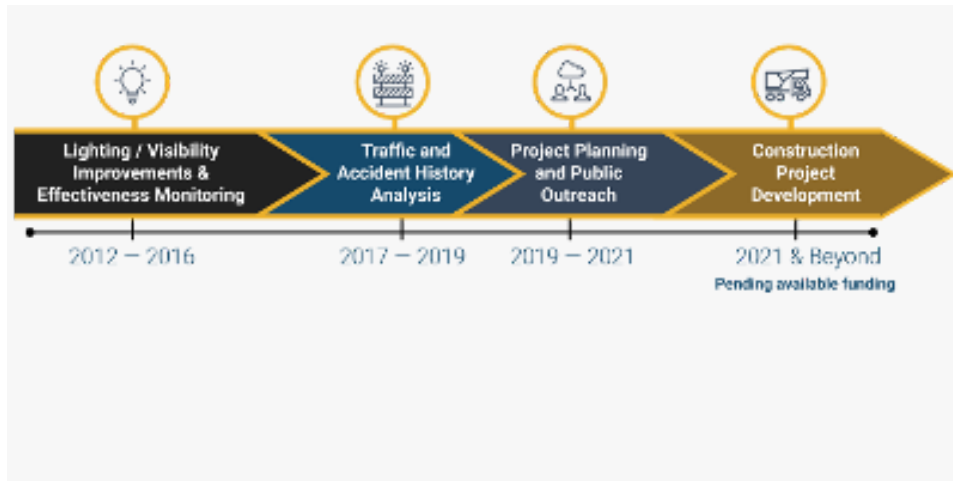 Lighting / Visibility
Improvements &
Effectiveness Monitoring
Traffic and
Accident History
Analysis
Project Planning
and Public
Outreach
Construction
Project
Development
2012 — 2016
2017 — 2019
2019 — 2021
2021 & Beyond
Pending available funding